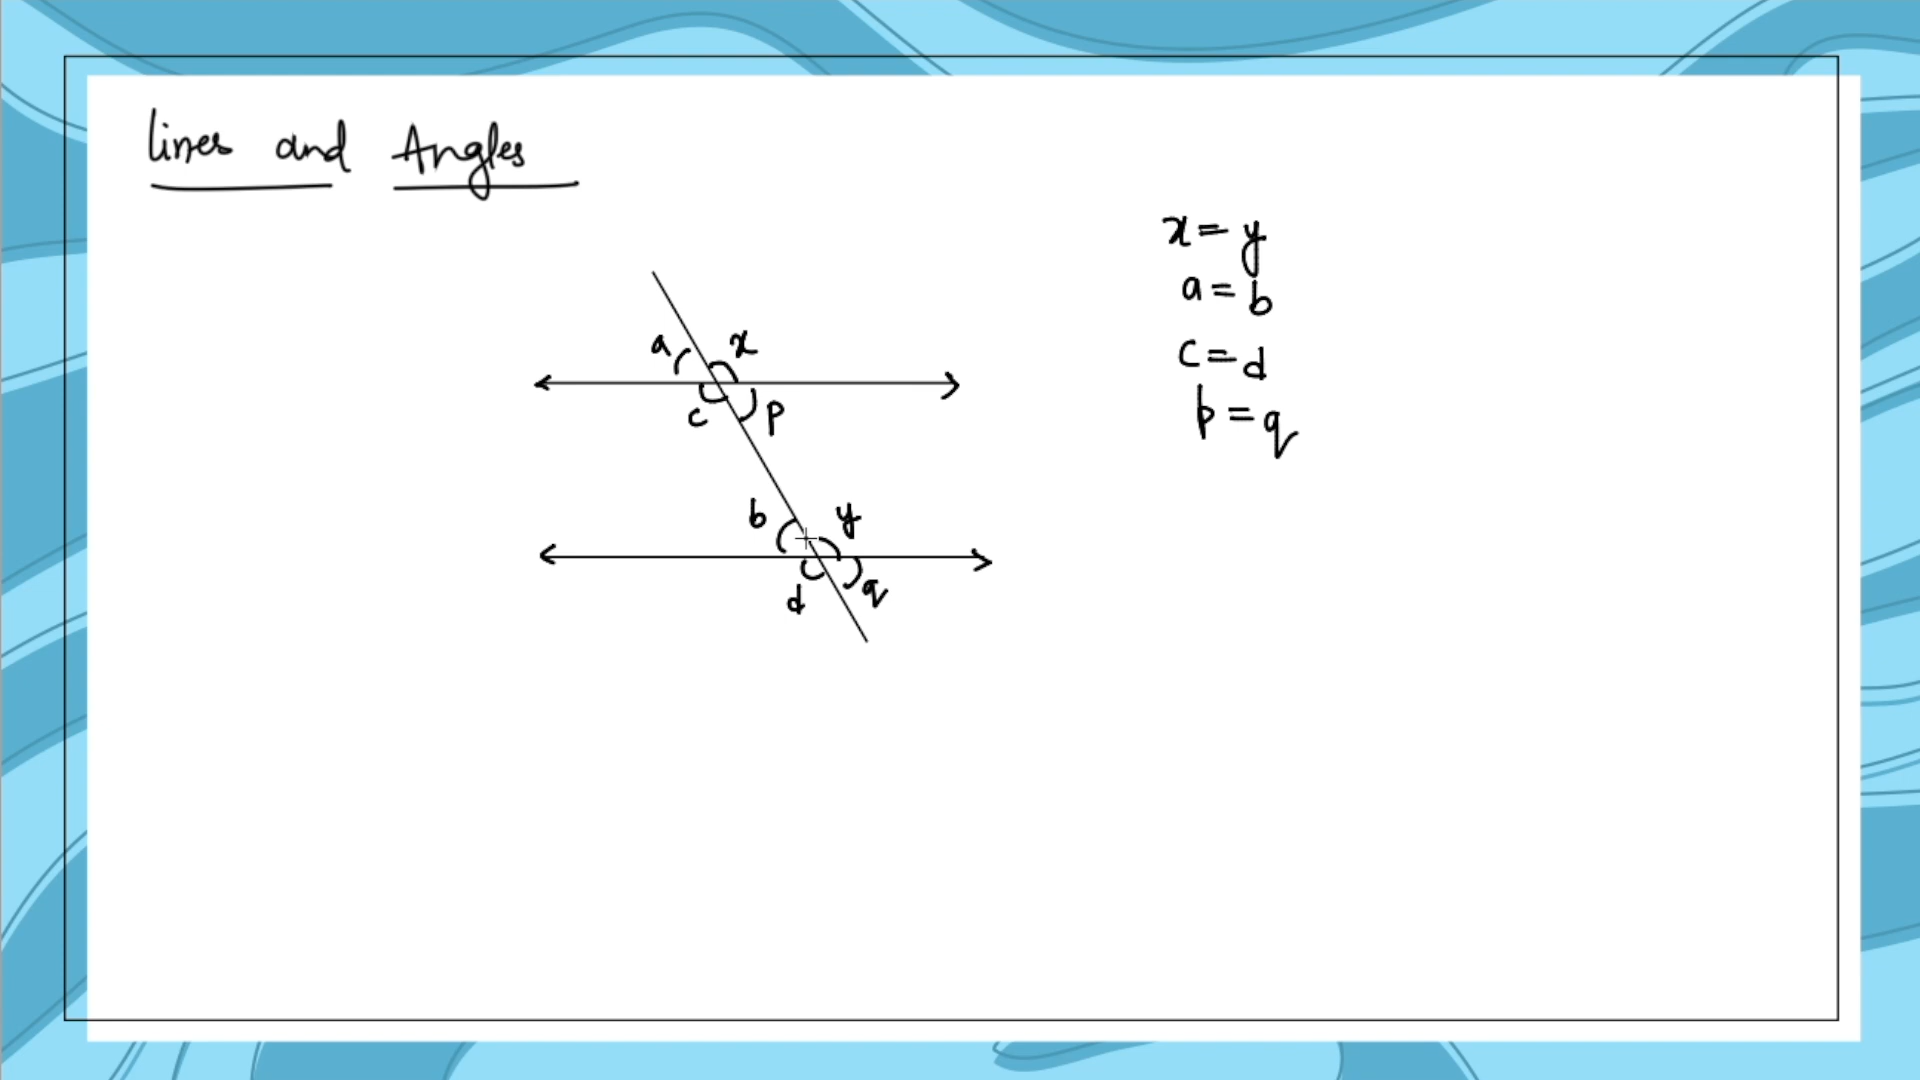 Lines and Angles
x = y
a = b
c = d
p = q
a x
c p
b y
d q